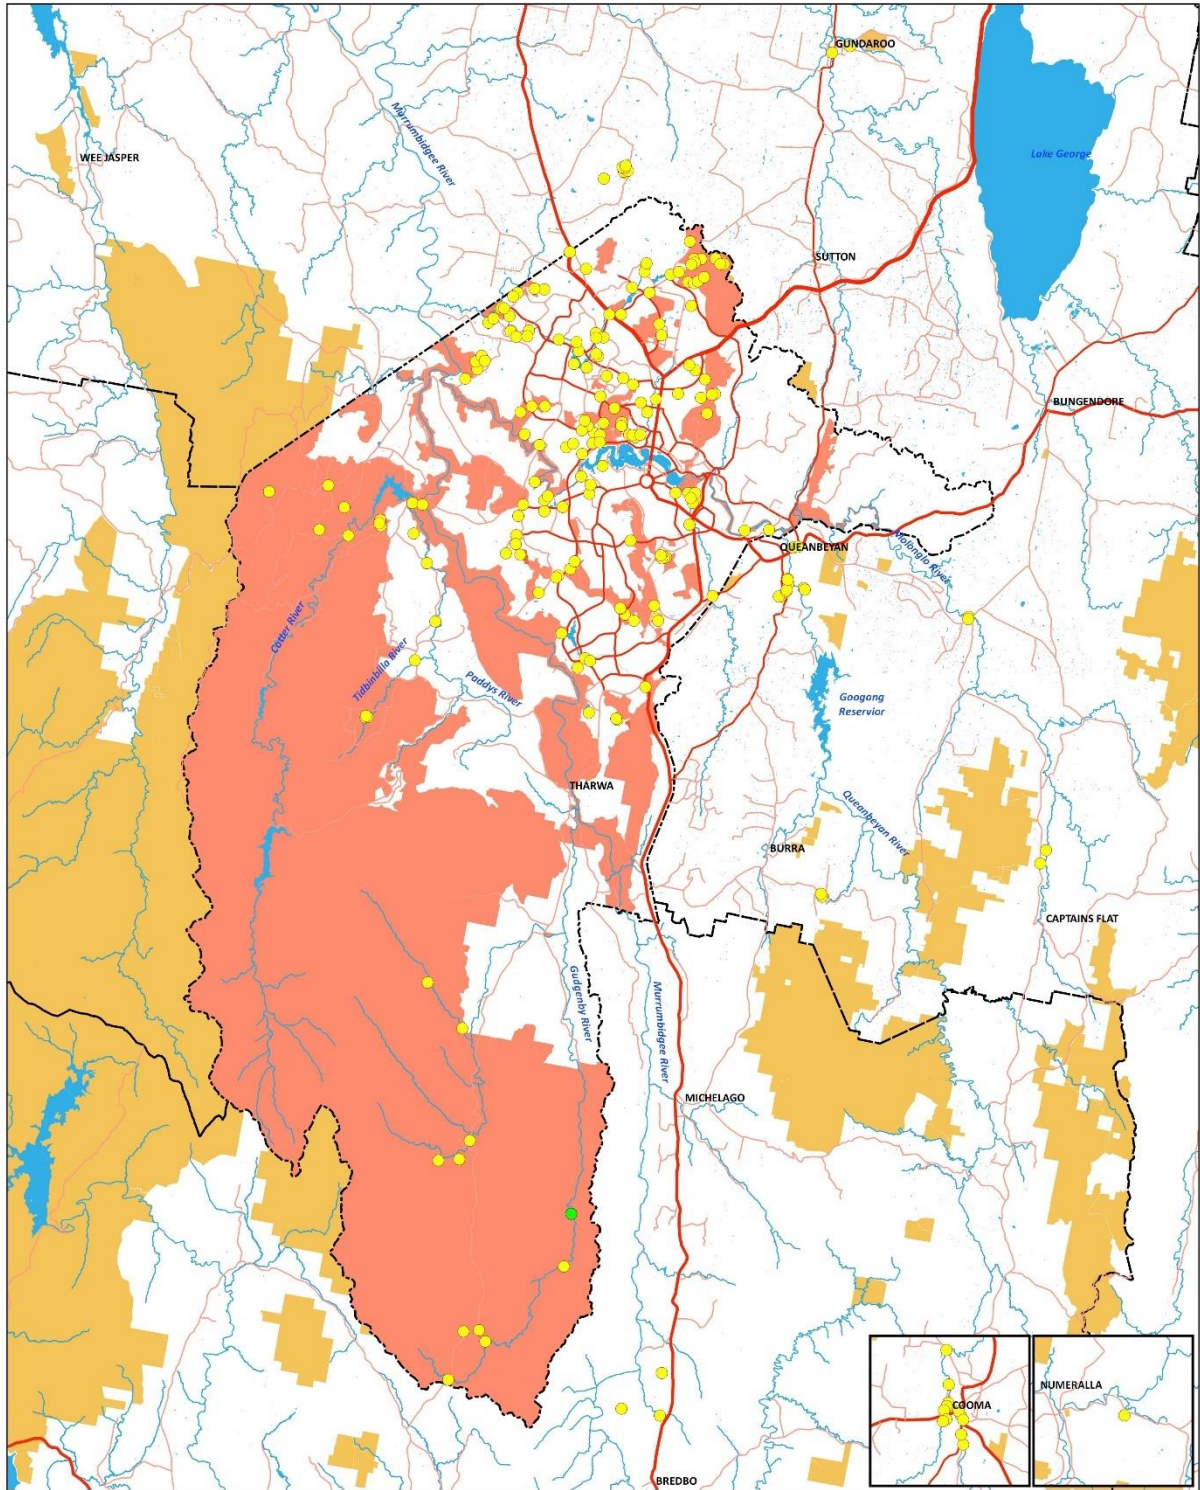 GUNDAROO
Murrumbidgee River
Lake George
WEE JASPER
SUTTON
BUNGENDORE
QUEANBEYAN
Molonglo River
Cotter River
Tidbinbilla River
Paddys River
Googong
Reservior
THARWA
Queanbeyan River
BURRA
CAPTAINS FLAT
Gudgenby River
Murrumbidgee River
MICHELAGO
NUMERALLA
COOMA
BREDBO